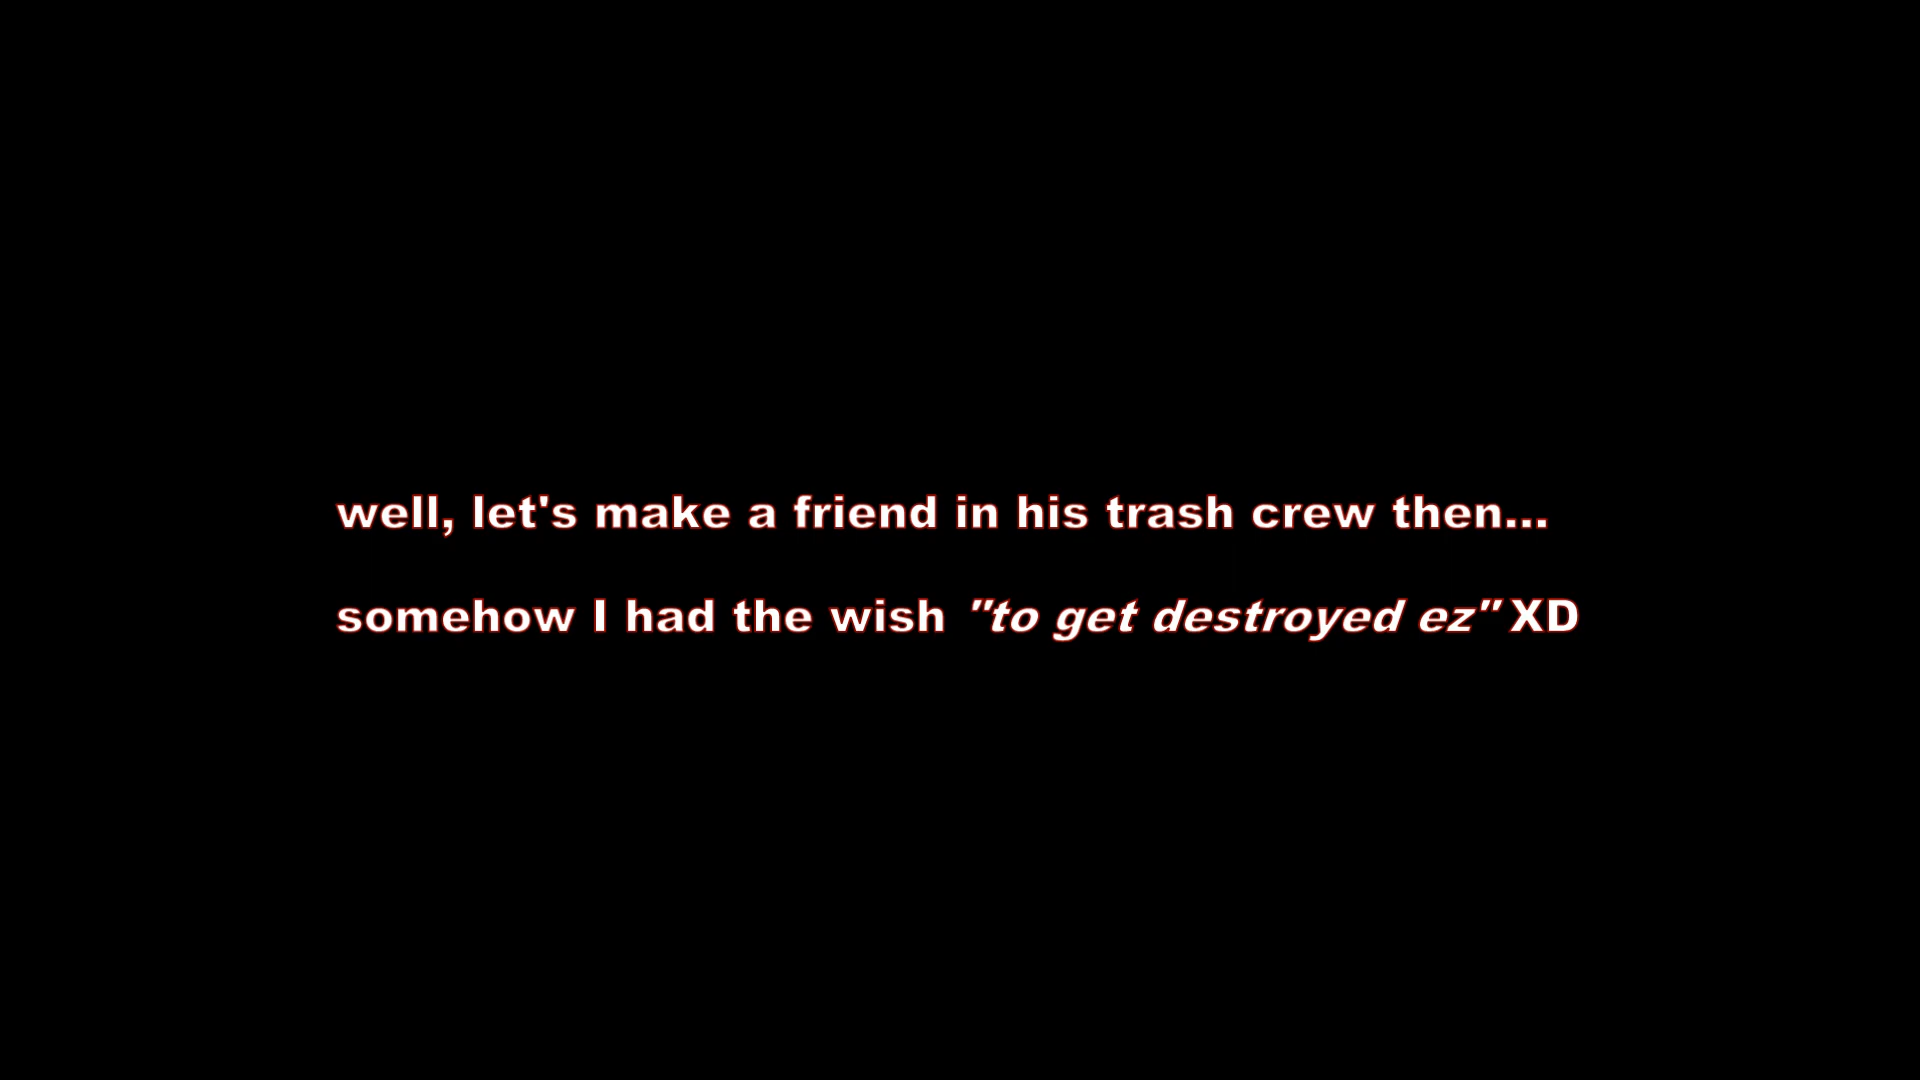 well, let's make a friend in his trash crew then...
somehow I had the wish "to get destroyed ez" XD